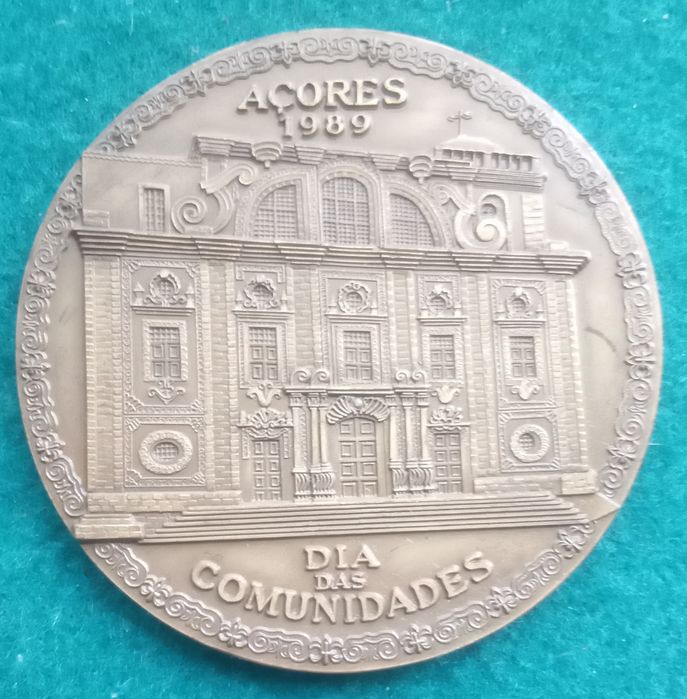 AÇORES
1989
DIA
DAS
COMUNIDADES